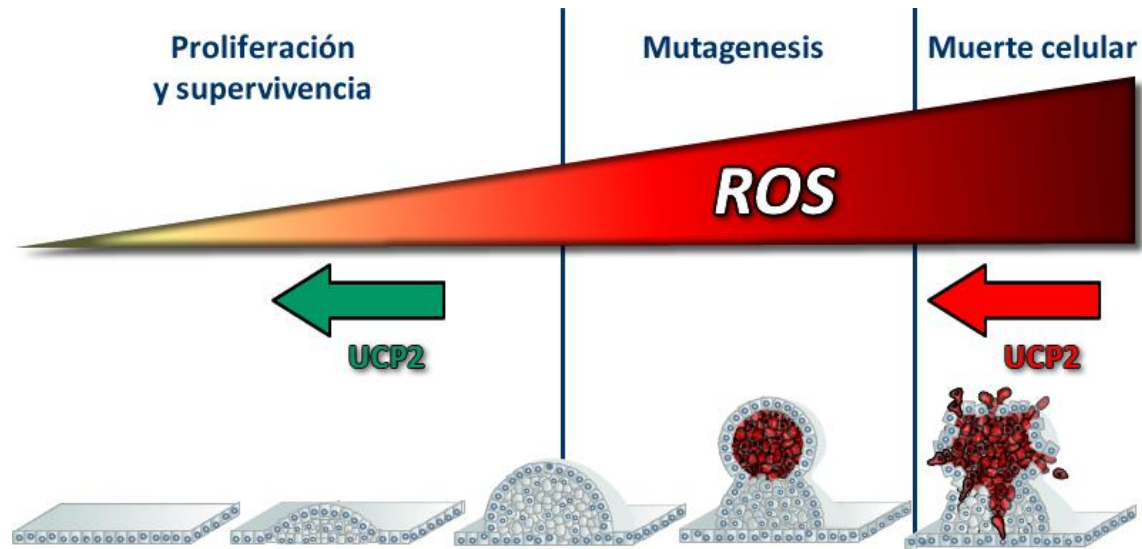 Proliferación
y supervivencia
Mutagenesis
Muerte celular
ROS
UCP2
UCP2